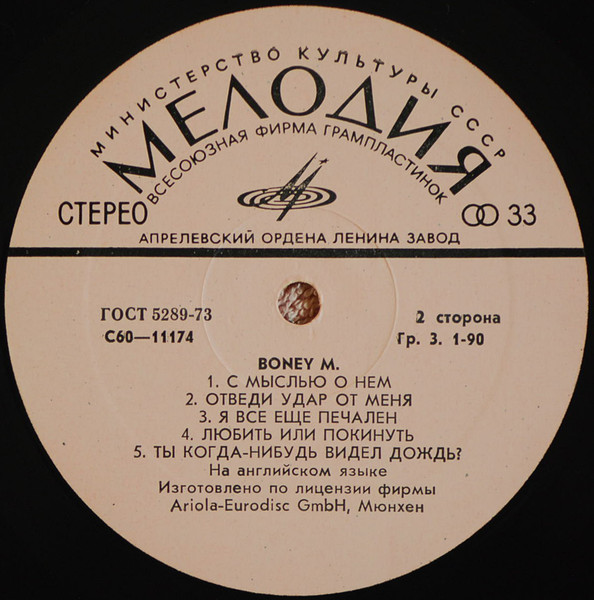 МИНИСТЕРСТВО КУЛЬТУРЫ СССР
МЕЛОДИЯ
ВСЕСОЮЗНАЯ ФИРМА ГРАМПЛАСТИНОК
СТЕРЕО
33
АПРЕЛЕВСКИЙ ОРДЕНА ЛЕНИНА ЗАВОД
ГОСТ 5289-73
С60—11174
2 сторона
Гр. 3. 1-90
BONEY M.
1. С МЫСЛЬЮ О НЕМ
2. ОТВЕДИ УДАР ОТ МЕНЯ
3. Я ВСЕ ЕЩЕ ПЕЧАЛЕН
4. ЛЮБИТЬ ИЛИ ПОКИНУТЬ
5. ТЫ КОГДА-НИБУДЬ ВИДЕЛ ДОЖДЬ?
На английском языке
Изготовлено по лицензии фирмы
Ariola-Eurodisc GmbH, Мюнхен